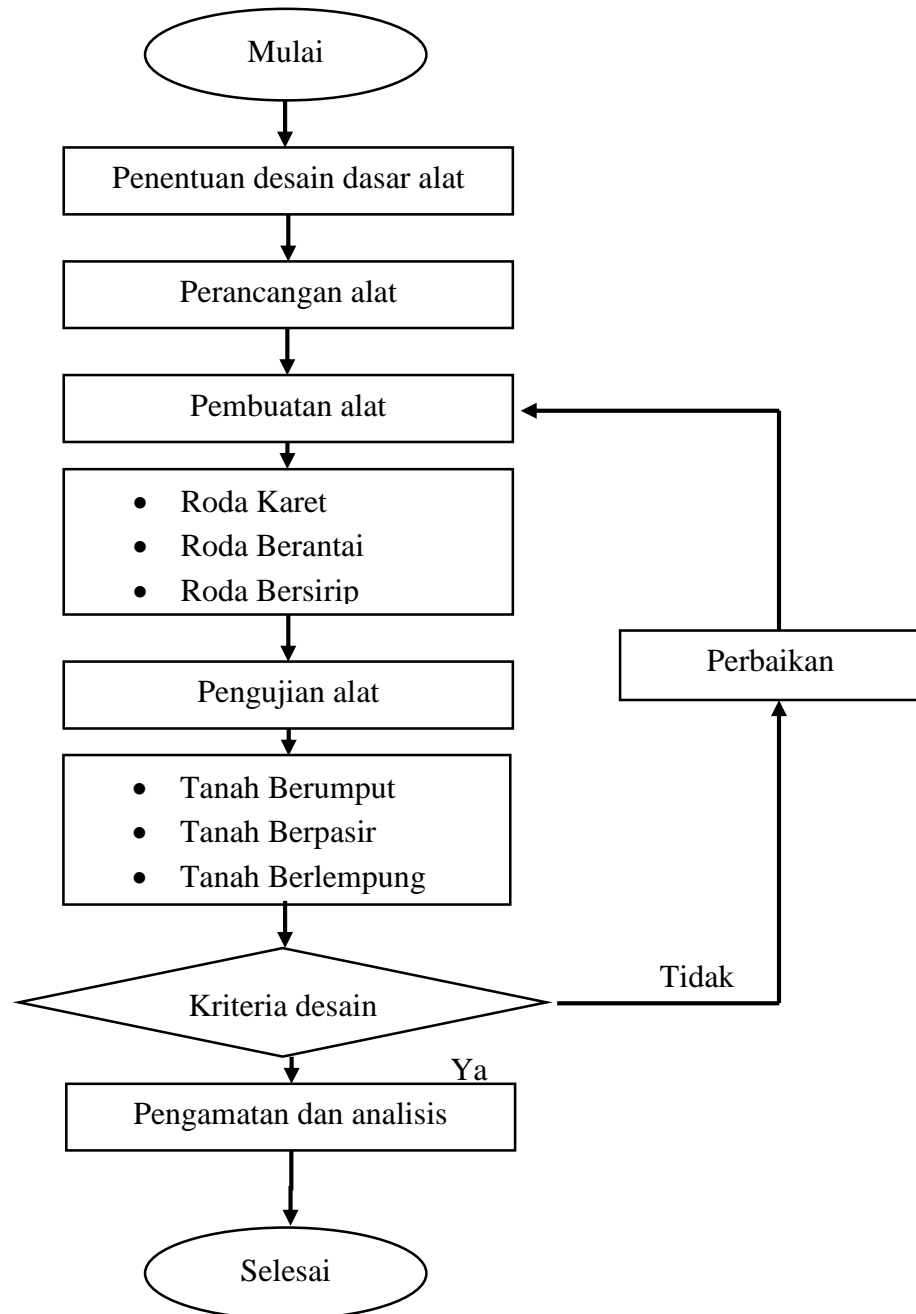 Mulai
Penentuan desain dasar alat
Perancangan alat
Pembuatan alat
• Roda Karet
• Roda Berantai
• Roda Bersirip
Perbaikan
Pengujian alat
• Tanah Berumput
• Tanah Berpasir
• Tanah Berlempung
Tidak
Kriteria desain
Ya
Pengamatan dan analisis
Selesai